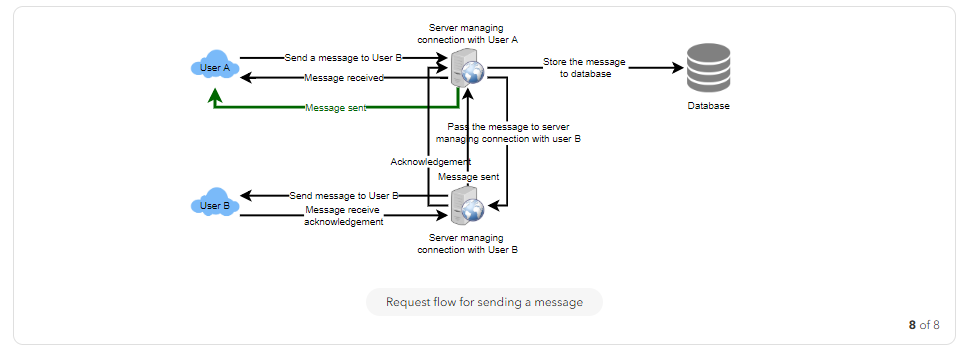 Server managing
connection with User A
User A
Send a message to User B
Message received
Message sent
Store the message
to database
Database
Pass the message to server
managing connection with user B
Acknowledgement
Message sent
User B
Send message to User B
Message receive
acknowledgement
Server managing
connection with User B
Request flow for sending a message
8 of 8